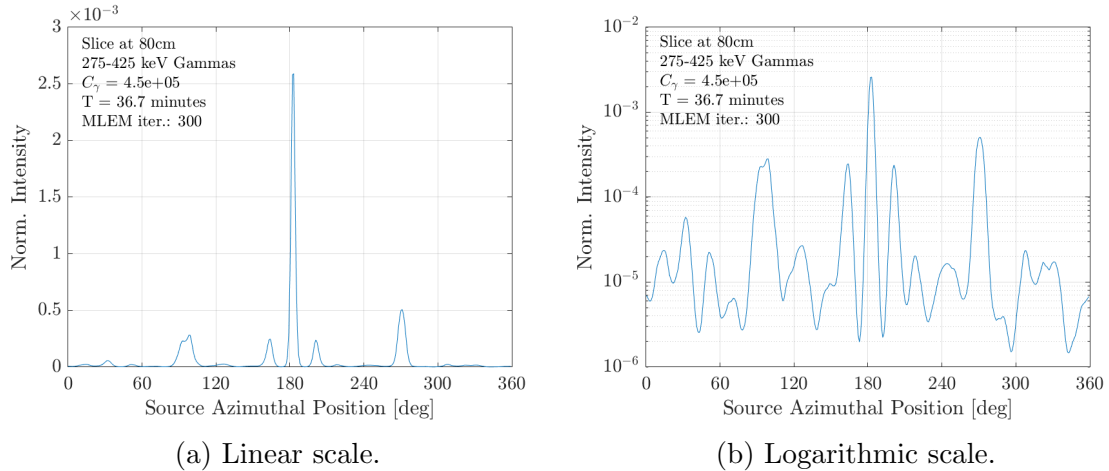 ×10⁻³
3
2.5
2
1.5
1
0.5
0
Norm. Intensity
Slice at 80cm
275-425 keV Gammas
Cγ = 4.5e+05
T = 36.7 minutes
MLEM iter.: 300
0 60 120 180 240 300 360
Source Azimuthal Position [deg]
(a) Linear scale.
10⁻²
10⁻³
10⁻⁴
10⁻⁵
10⁻⁶
Norm. Intensity
Slice at 80cm
275-425 keV Gammas
Cγ = 4.5e+05
T = 36.7 minutes
MLEM iter.: 300
0 60 120 180 240 300 360
Source Azimuthal Position [deg]
(b) Logarithmic scale.